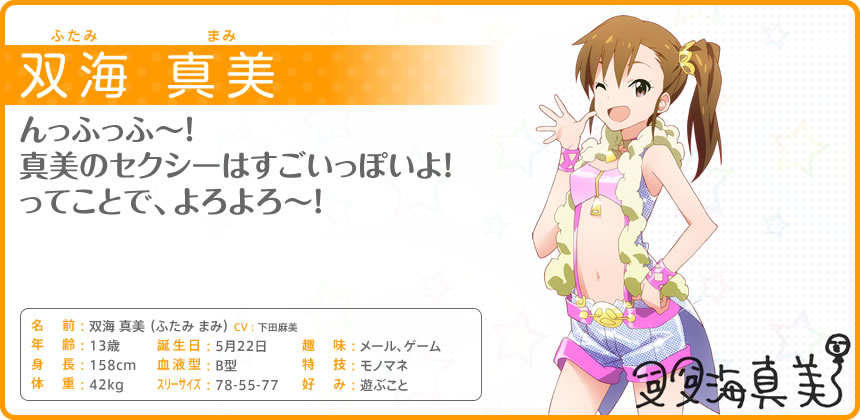 ふたみ まみ
双海 真美
んっふっふ~!
真美のセクシーはすごいっぽいよ!
ってことで、よろよろ~!
名 前 : 双海 真美 (ふたみ まみ) CV : 下田麻美
年 齢 : 13歳 誕生日 : 5月22日 趣 味 : メール、ゲーム
身 長 : 158cm 血液型 : B型 特 技 : モノマネ
体 重 : 42kg スリーサイズ : 78-55-77 好 み : 遊ぶこと
双海真美